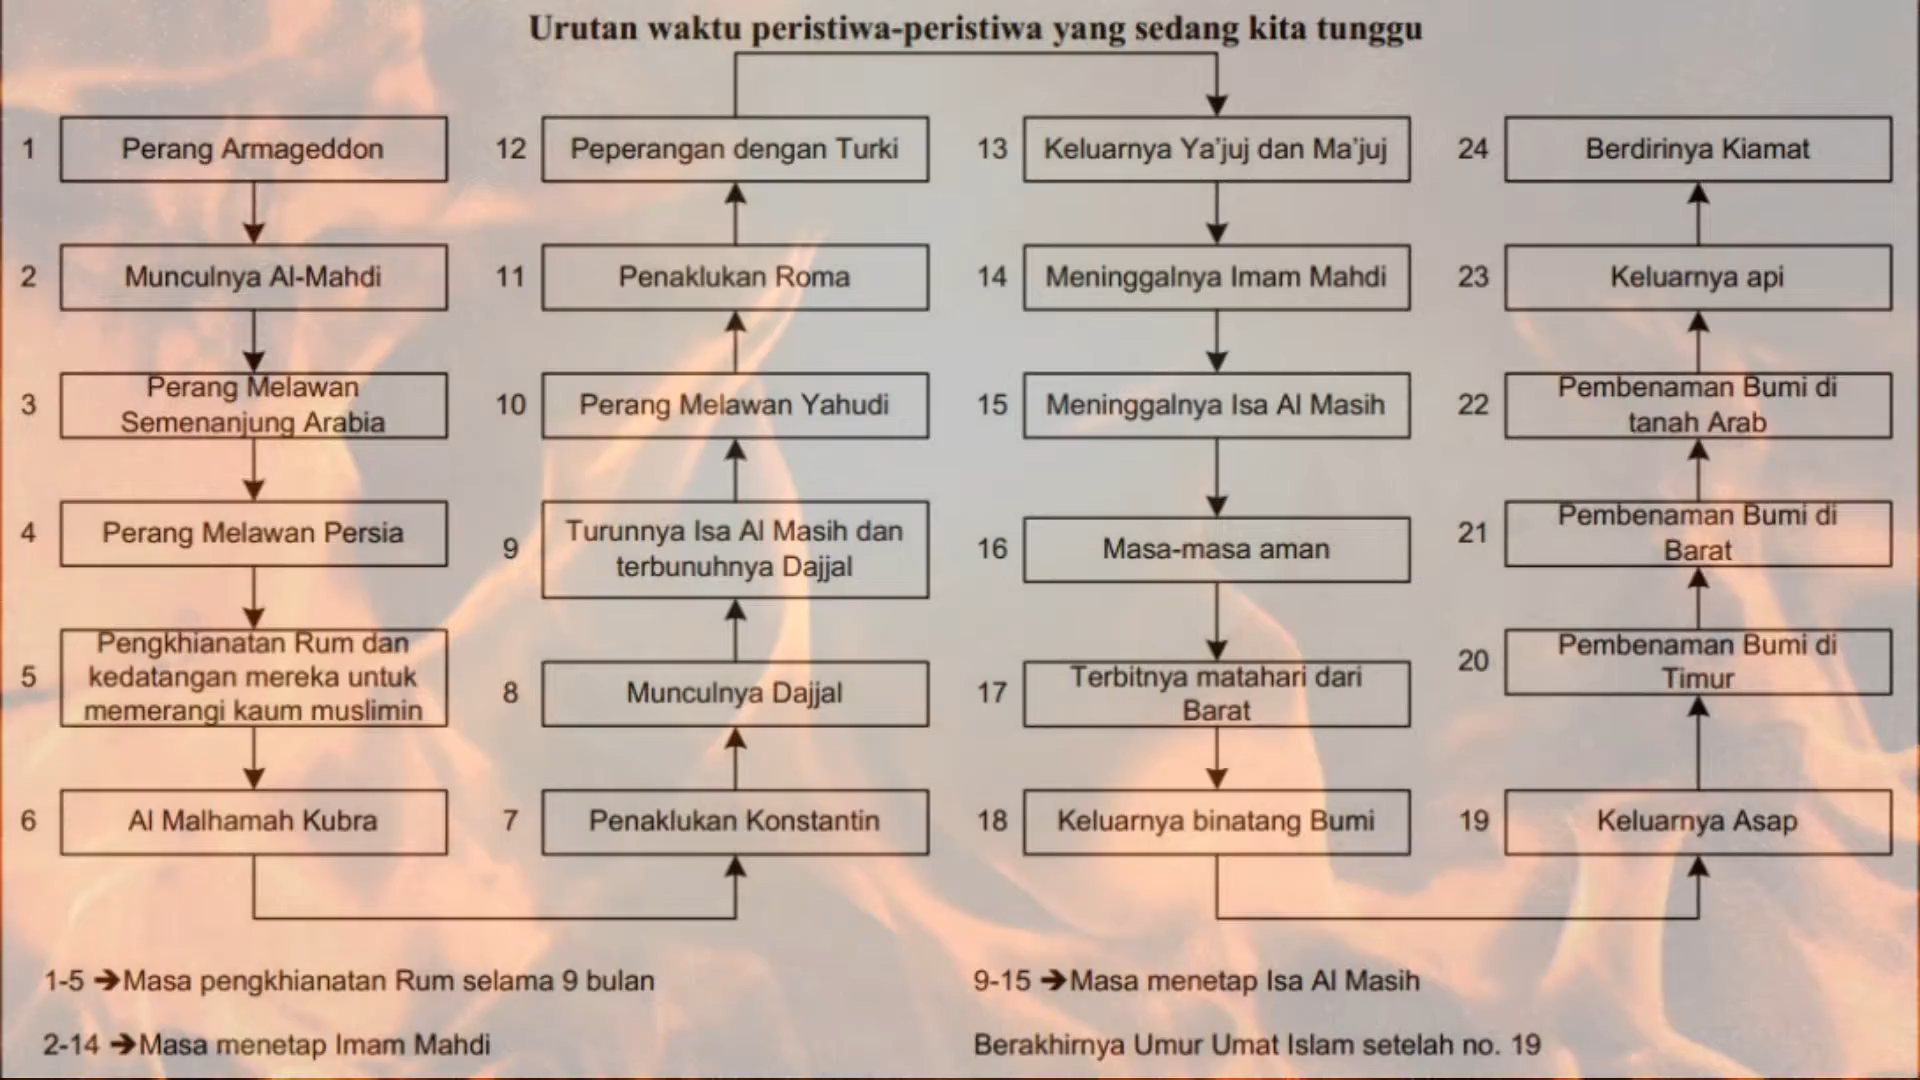 Urutan waktu peristiwa-peristiwa yang sedang kita tunggu
1
Perang Armageddon
2
Munculnya Al-Mahdi
3
Perang Melawan
Semenanjung Arabia
4
Perang Melawan Persia
5
Pengkhianatan Rum dan
kedatangan mereka untuk
memerangi kaum muslimin
6
Al Malhamah Kubra
7
Penaklukan Konstantin
8
Munculnya Dajjal
9
Turunnya Isa Al Masih dan
terbunuhnya Dajjal
10
Perang Melawan Yahudi
11
Penaklukan Roma
12
Peperangan dengan Turki
13
Keluarnya Ya'juj dan Ma'juj
14
Meninggalnya Imam Mahdi
15
Meninggalnya Isa Al Masih
16
Masa-masa aman
17
Terbitnya matahari dari
Barat
18
Keluarnya binatang Bumi
19
Keluarnya Asap
20
Pembenaman Bumi di
Timur
21
Pembenaman Bumi di
Barat
22
Pembenaman Bumi di
tanah Arab
23
Keluarnya api
24
Berdirinya Kiamat
1-5 ➔Masa pengkhianatan Rum selama 9 bulan
2-14 ➔Masa menetap Imam Mahdi
9-15 ➔Masa menetap Isa Al Masih
Berakhirnya Umur Umat Islam setelah no. 19